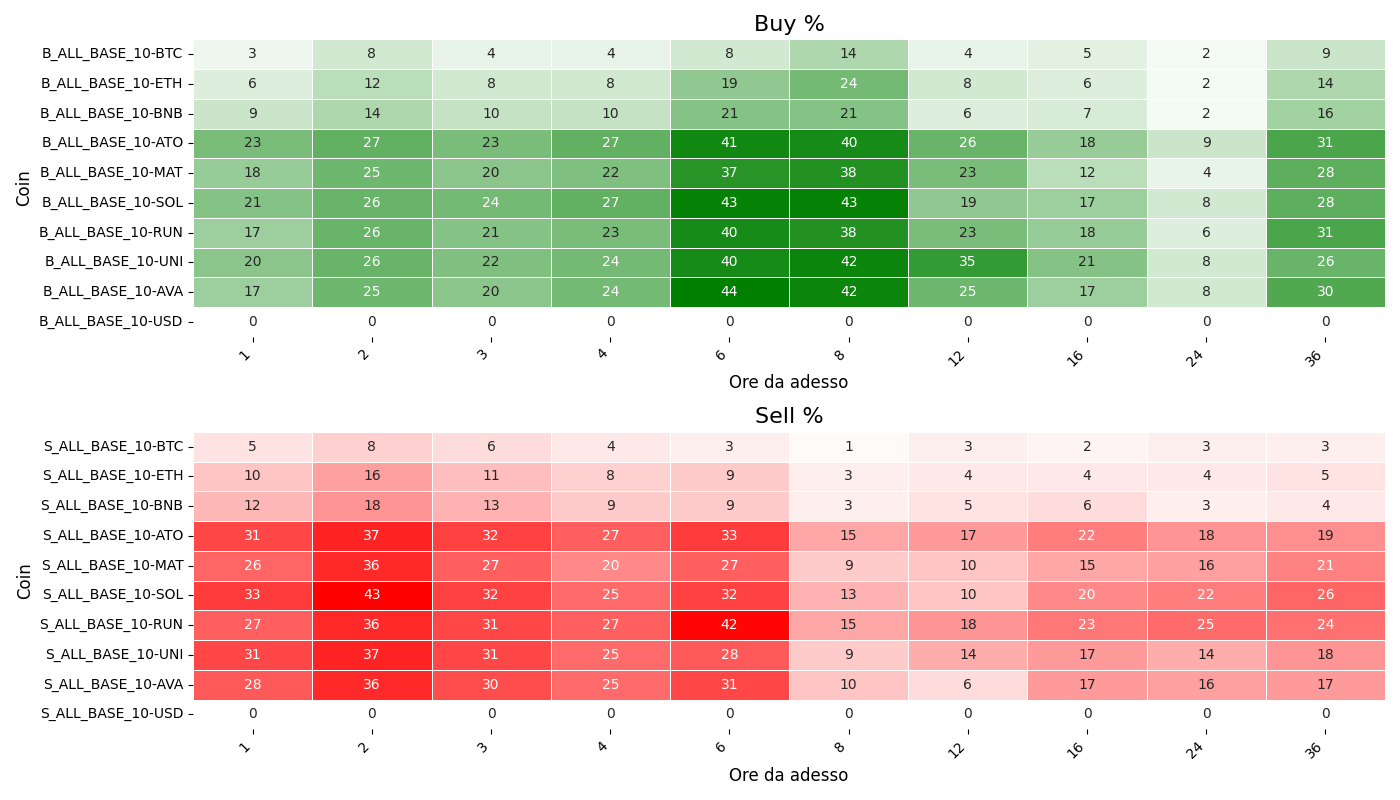 Buy %
Coin
B_ALL_BASE_10-BTC 3 8 4 4 8 14 4 5 2 9
B_ALL_BASE_10-ETH 6 12 8 8 19 24 8 6 2 14
B_ALL_BASE_10-BNB 9 14 10 10 21 21 6 7 2 16
B_ALL_BASE_10-ATO 23 27 23 27 41 40 26 18 9 31
B_ALL_BASE_10-MAT 18 25 20 22 37 38 23 12 4 28
B_ALL_BASE_10-SOL 21 26 24 27 43 43 19 17 8 28
B_ALL_BASE_10-RUN 17 26 21 23 40 38 23 18 6 31
B_ALL_BASE_10-UNI 20 26 22 24 40 42 35 21 8 26
B_ALL_BASE_10-AVA 17 25 20 24 44 42 25 17 8 30
B_ALL_BASE_10-USD 0 0 0 0 0 0 0 0 0 0
1 2 3 4 6 8 12 16 24 36
Ore da adesso
Sell %
Coin
S_ALL_BASE_10-BTC 5 8 6 4 3 1 3 2 3 3
S_ALL_BASE_10-ETH 10 16 11 8 9 3 4 4 4 5
S_ALL_BASE_10-BNB 12 18 13 9 9 3 5 6 3 4
S_ALL_BASE_10-ATO 31 37 32 27 33 15 17 22 18 19
S_ALL_BASE_10-MAT 26 36 27 20 27 9 10 15 16 21
S_ALL_BASE_10-SOL 33 43 32 25 32 13 10 20 22 26
S_ALL_BASE_10-RUN 27 36 31 27 42 15 18 23 25 24
S_ALL_BASE_10-UNI 31 37 31 25 28 9 14 17 14 18
S_ALL_BASE_10-AVA 28 36 30 25 31 10 6 17 16 17
S_ALL_BASE_10-USD 0 0 0 0 0 0 0 0 0 0
1 2 3 4 6 8 12 16 24 36
Ore da adesso